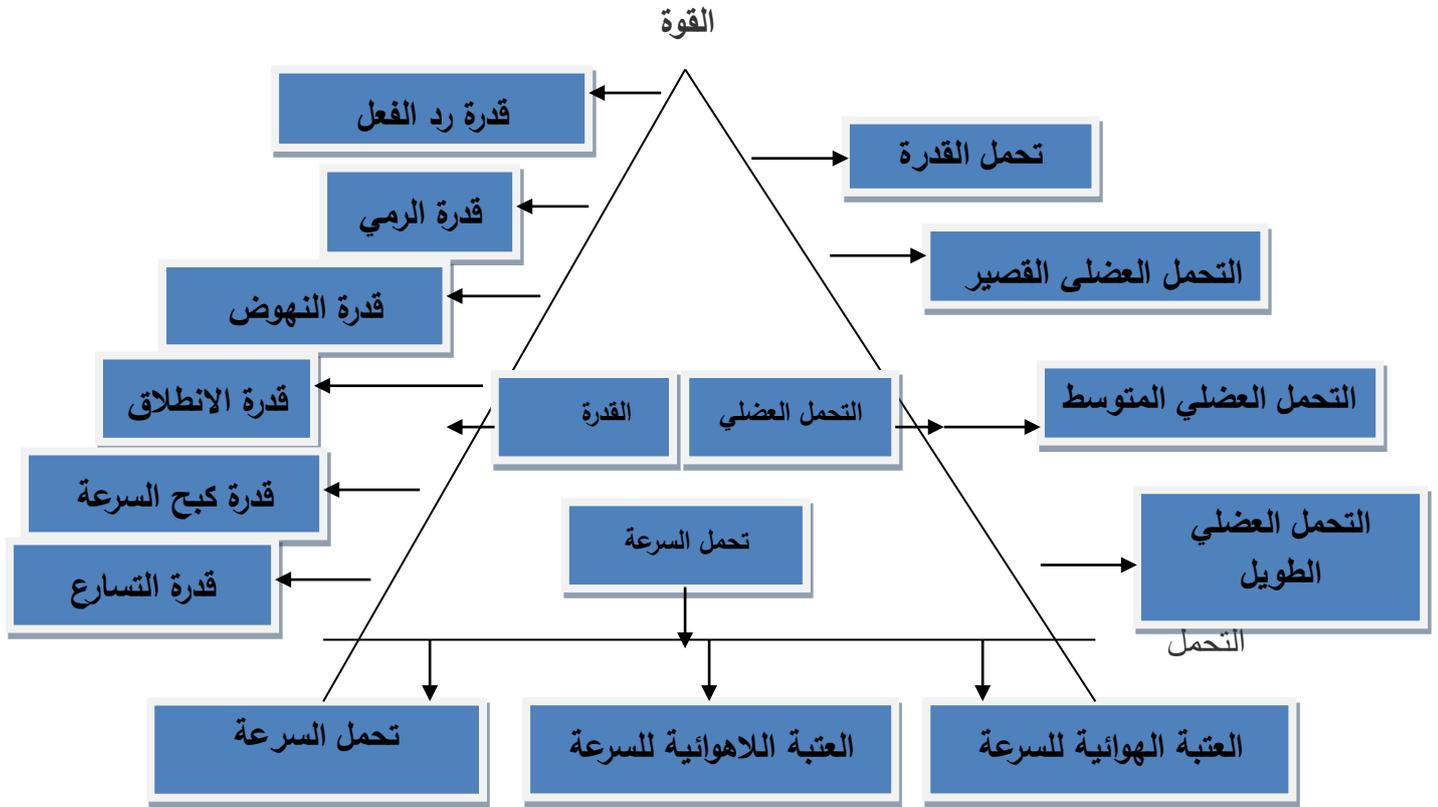 القوة
قدرة رد الفعل
تحمل القدرة
قدرة الرمي
التحمل العضلى القصير
قدرة النهوض
التحمل العضلي المتوسط
قدرة الانطلاق
التحمل العضلي
القدرة
قدرة كبح السرعة
التحمل العضلي
الطويل
تحمل السرعة
قدرة التسارع
التحمل
العتبة الهوائية للسرعة
العتبة اللاهوائية للسرعة
تحمل السرعة